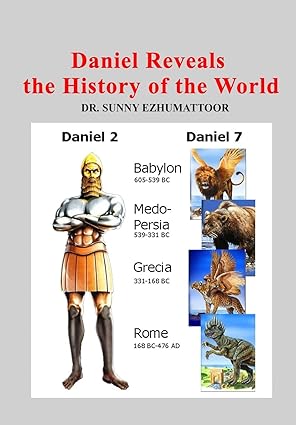 Daniel Reveals
the History of the World
DR. SUNNY EZHUMATTOOR
Daniel 2
Daniel 7
Babylon
605-539 BC
Medo-
Persia
539-331 BC
Grecia
331-168 BC
Rome
168 BC-476 AD